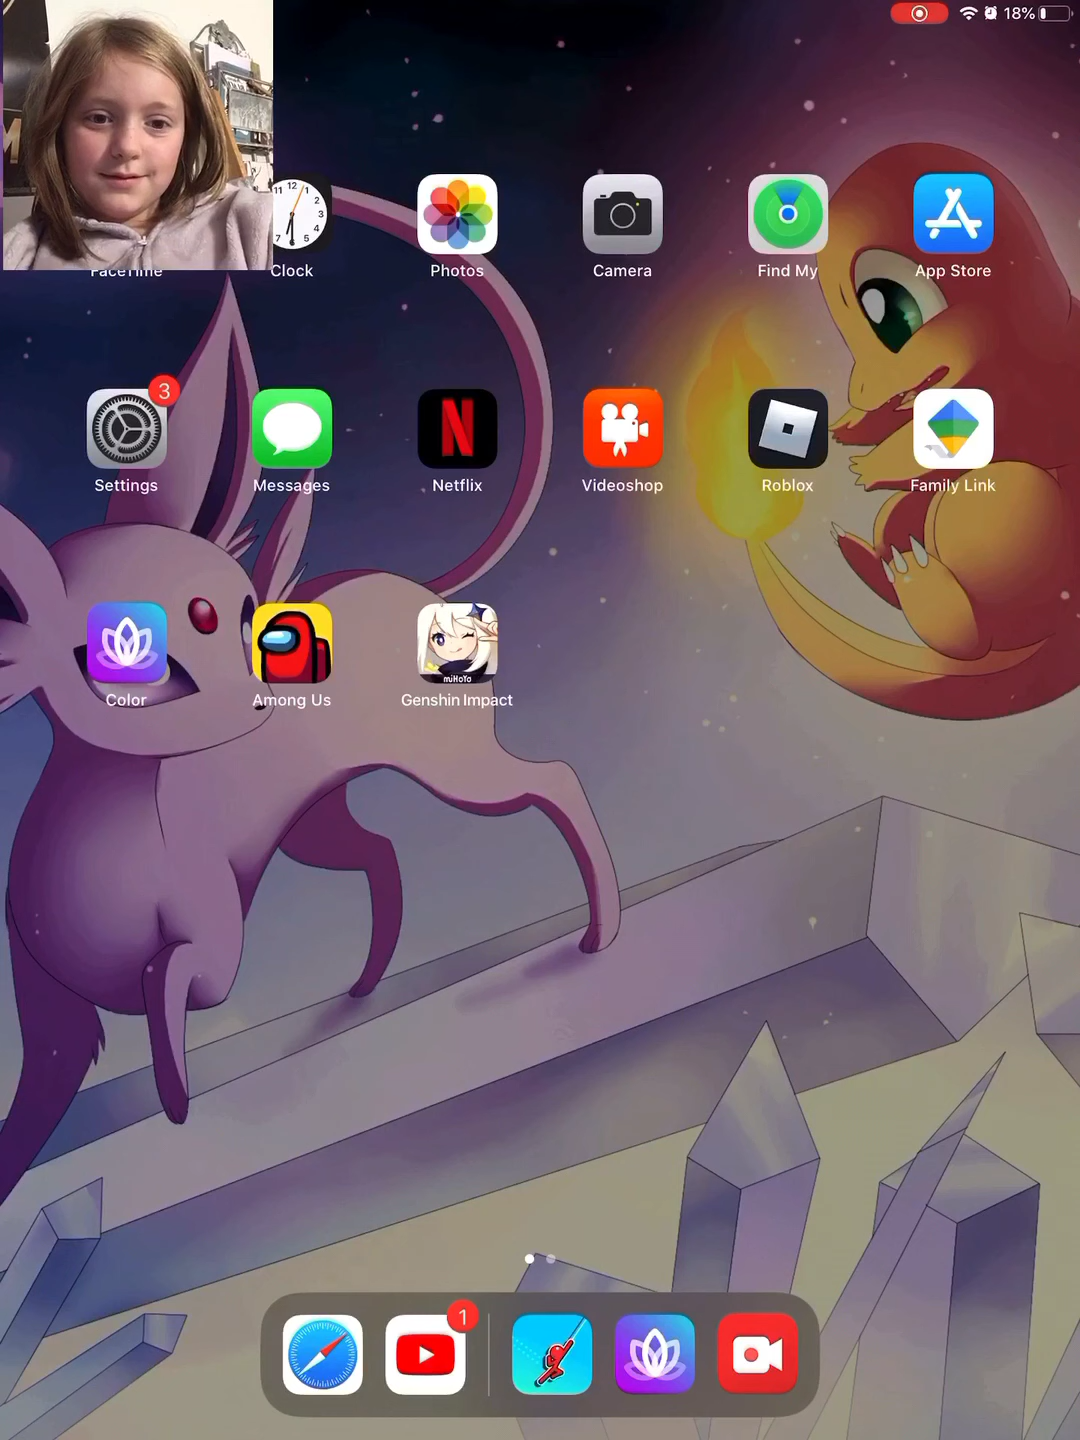 18%
FaceTime
Clock
Photos
Camera
Find My
App Store
3
Settings
Messages
Netflix
Videoshop
Roblox
Family Link
miHoYo
Color
Among Us
Genshin Impact
1